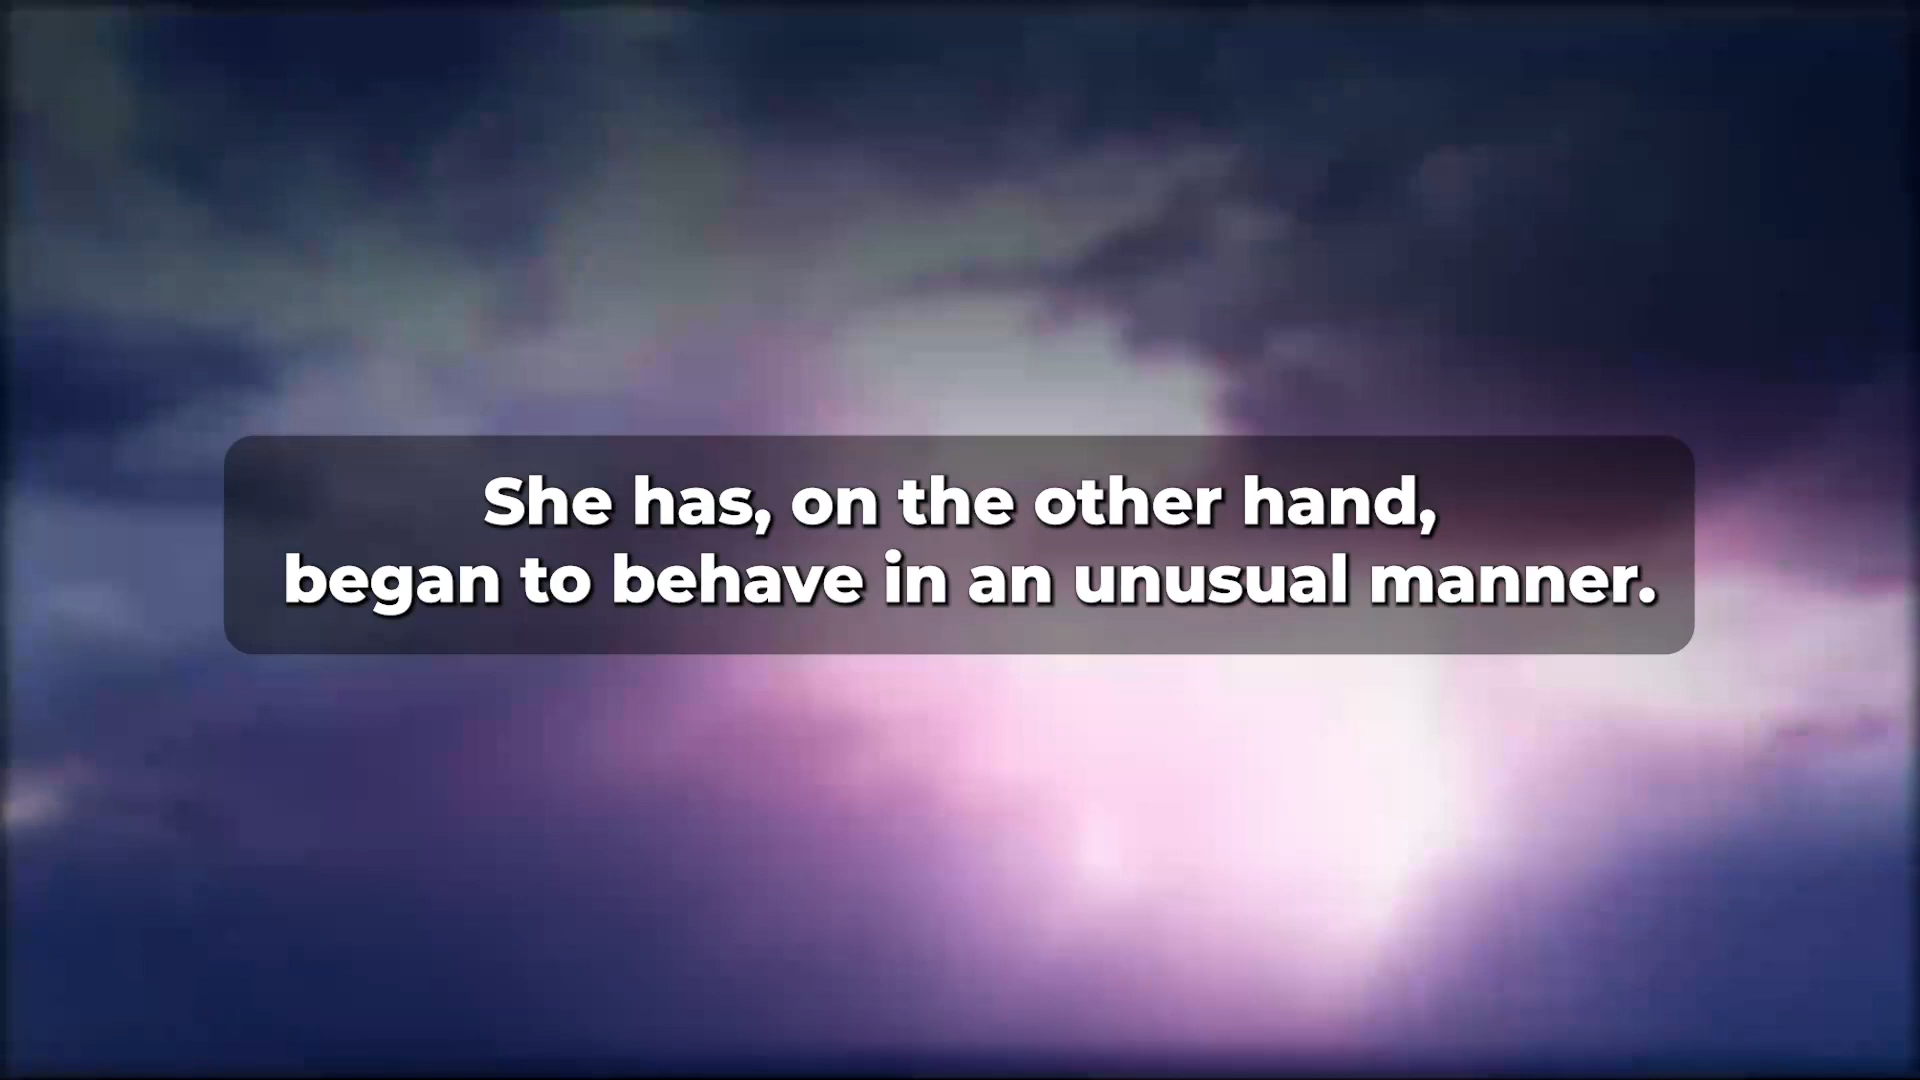 She has, on the other hand,
began to behave in an unusual manner.